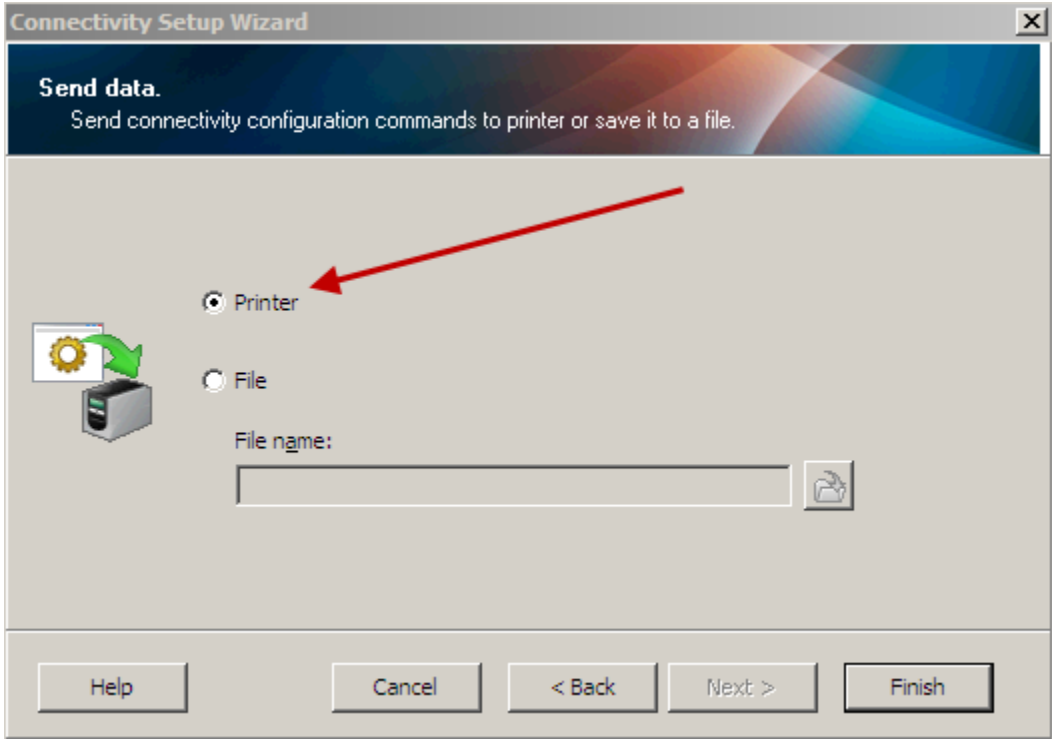 Connectivity Setup Wizard
Send data.
Send connectivity configuration commands to printer or save it to a file.
Printer
File
File name:
Help
Cancel
< Back
Next >
Finish